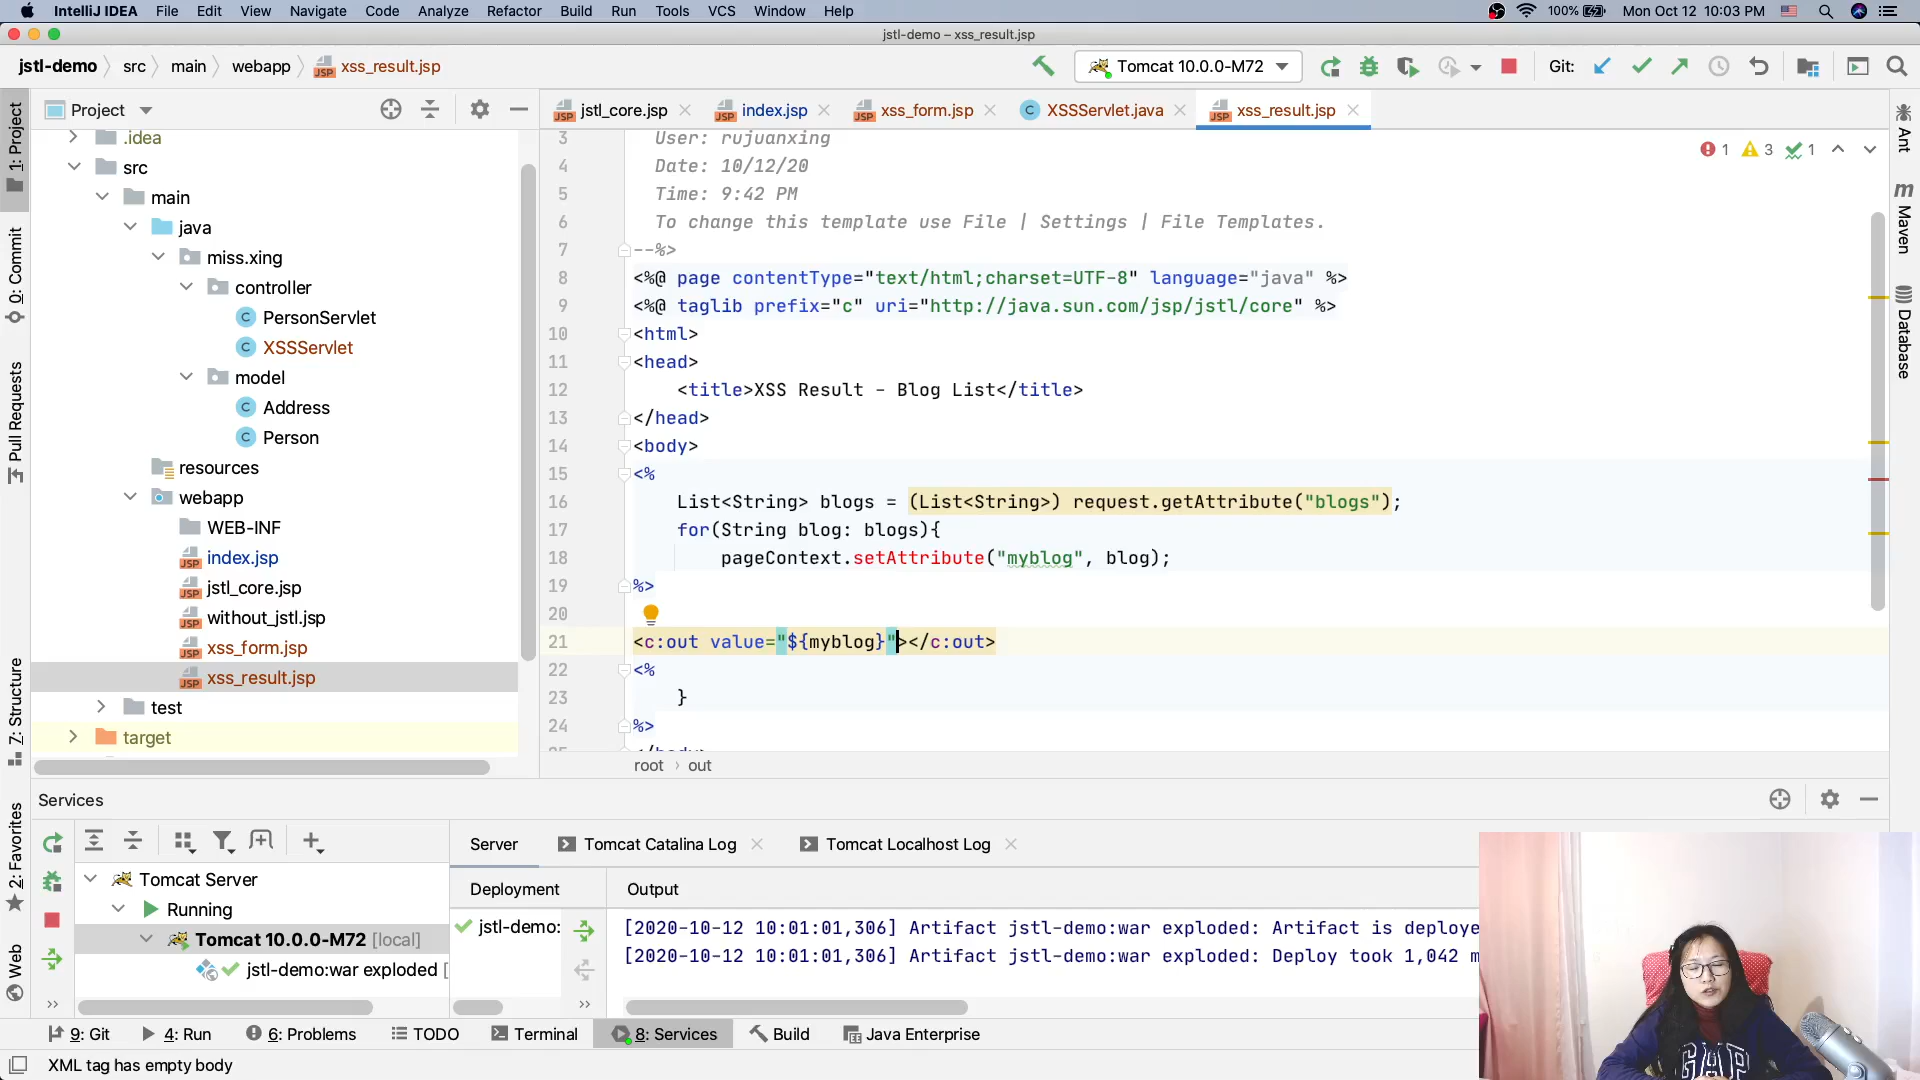 IntelliJ IDEA File Edit View Navigate Code Analyze Refactor Build Run Tools VCS Window Help 100% Mon Oct 12 10:03 PM
jstl-demo – xss_result.jsp
jstl-demo src main webapp xss_result.jsp Tomcat 10.0.0-M72 Git:
Project jstl_core.jsp index.jsp xss_form.jsp XSSServlet.java xss_result.jsp
1: Project
0: Commit
Pull Requests
7: Structure
2: Favorites
Web
.idea
src
main
java
miss.xing
controller
PersonServlet
XSSServlet
model
Address
Person
resources
webapp
WEB-INF
index.jsp
jstl_core.jsp
without_jstl.jsp
xss_form.jsp
xss_result.jsp
test
target
1 3 1
3 User: rujuanxing
4 Date: 10/12/20
5 Time: 9:42 PM
6 To change this template use File | Settings | File Templates.
7 --%>
8 <%@ page contentType="text/html;charset=UTF-8" language="java" %>
9 <%@ taglib prefix="c" uri="http://java.sun.com/jsp/jstl/core" %>
10 <html>
11 <head>
12 <title>XSS Result - Blog List</title>
13 </head>
14 <body>
15 <%
16 List<String> blogs = (List<String>) request.getAttribute("blogs");
17 for(String blog: blogs){
18 pageContext.setAttribute("myblog", blog);
19 %>
20
21 <c:out value="${myblog}"></c:out>
22 <%
23 }
24 %>
root › out
Ant
Maven
Database
Services
Tomcat Server
Running
Tomcat 10.0.0-M72 [local]
jstl-demo:war exploded [
Server Tomcat Catalina Log Tomcat Localhost Log
Deployment Output
jstl-demo:
[2020-10-12 10:01:01,306] Artifact jstl-demo:war exploded: Artifact is deploye
[2020-10-12 10:01:01,306] Artifact jstl-demo:war exploded: Deploy took 1,042 m
9: Git 4: Run 6: Problems TODO Terminal 8: Services Build Java Enterprise
XML tag has empty body
GAP